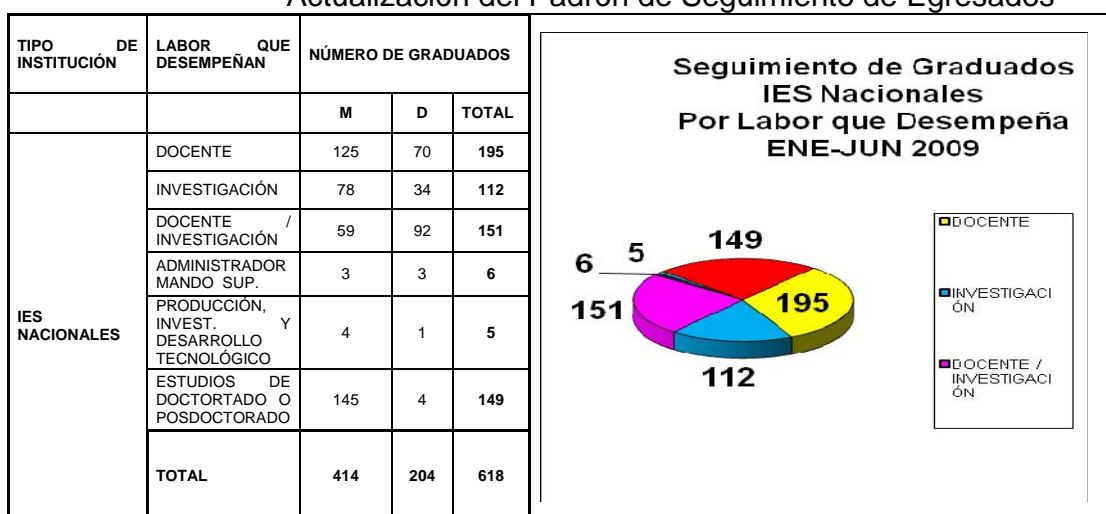 Actualización del Padrón de Seguimiento de Egresados
TIPO DE
INSTITUCIÓN
LABOR QUE
DESEMPEÑAN
NÚMERO DE GRADUADOS
M D TOTAL
IES
NACIONALES
DOCENTE 125 70 195
INVESTIGACIÓN 78 34 112
DOCENTE /
INVESTIGACIÓN 59 92 151
ADMINISTRADOR
MANDO SUP. 3 3 6
PRODUCCIÓN,
INVEST. Y
DESARROLLO
TECNOLÓGICO 4 1 5
ESTUDIOS DE
DOCTORTADO O
POSDOCTORADO 145 4 149
TOTAL 414 204 618
Seguimiento de Graduados
IES Nacionales
Por Labor que Desempeña
ENE-JUN 2009
149
5
6
195
151
112
DOCENTE
INVESTIGACI
ÓN
DOCENTE /
INVESTIGACI
ÓN